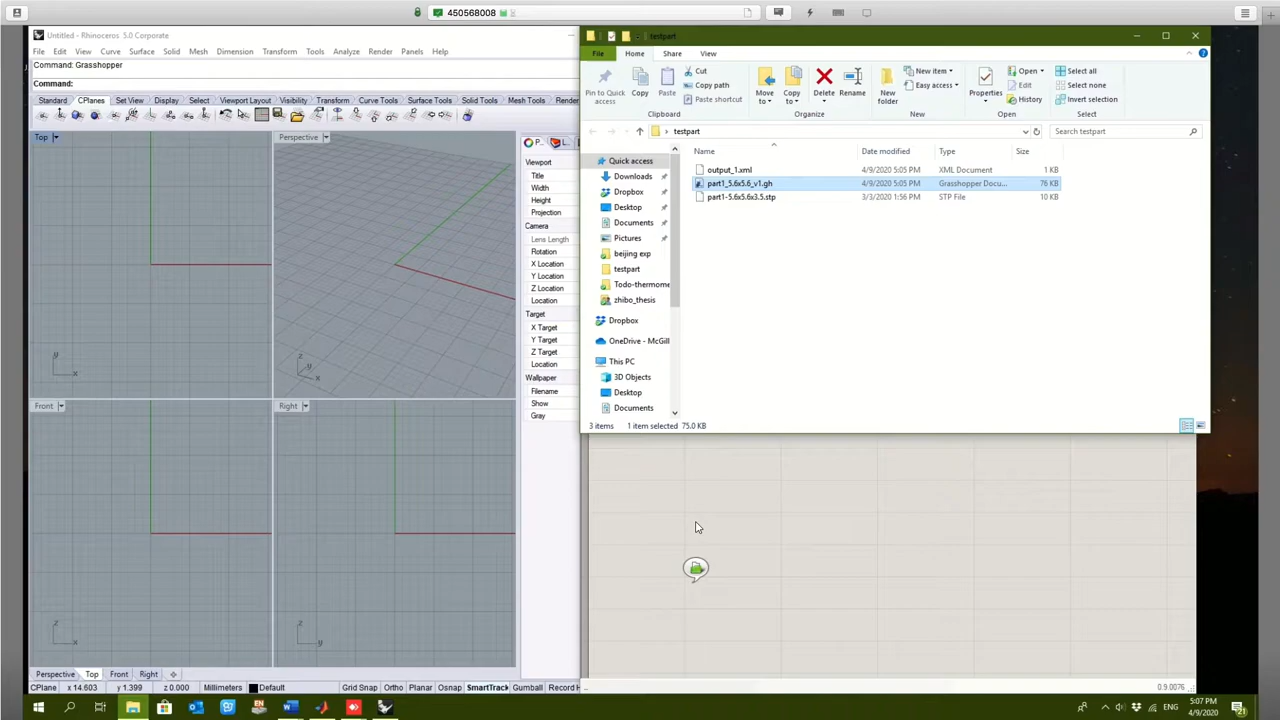 450568008
Untitled - Rhinoceros 5.0 Corporate
File Edit View Curve Surface Solid Mesh Dimension Transform Tools Analyze Render Panels Help
Command: Grasshopper
Command:
Standard CPlanes Set View Display Select Viewport Layout Visibility Transform Curve Tools Surface Tools Solid Tools Mesh Tools Render
Top
Perspective
P...
L...
Viewport
Title
Width
Height
Projection
Camera
Lens Length
Rotation
X Location
Y Location
Z Location
Location
Target
X Target
Y Target
Z Target
Location
Wallpaper
Filename
Show
Gray
y
x
z
y
x
Front
Right
z
x
z
y
Perspective Top Front Right
CPlane x 14.603 y 1.399 z 0.000 Millimeters Default Grid Snap Ortho Planar Osnap SmartTrack Gumball Record H
testpart
File Home Share View
Pin to Quick access
Copy
Paste
Cut
Copy path
Paste shortcut
Clipboard
Move to
Copy to
Delete
Rename
Organize
New folder
New item
Easy access
New
Properties
Open
Edit
History
Open
Select all
Select none
Invert selection
Select
testpart
Search testpart
Name Date modified Type Size
output_1.xml 4/9/2020 5:05 PM XML Document 1 KB
part1_5.6x5.6_v1.gh 4/9/2020 5:05 PM Grasshopper Docu... 76 KB
part1-5.6x5.6x3.5.stp 3/3/2020 1:56 PM STP File 10 KB
Quick access
Downloads
Dropbox
Desktop
Documents
Pictures
beijing exp
testpart
Todo-thermome
zhibo_thesis
Dropbox
OneDrive - McGill
This PC
3D Objects
Desktop
Documents
3 items 1 item selected 75.0 KB
0.9.0076
ENG
5:07 PM
4/9/2020